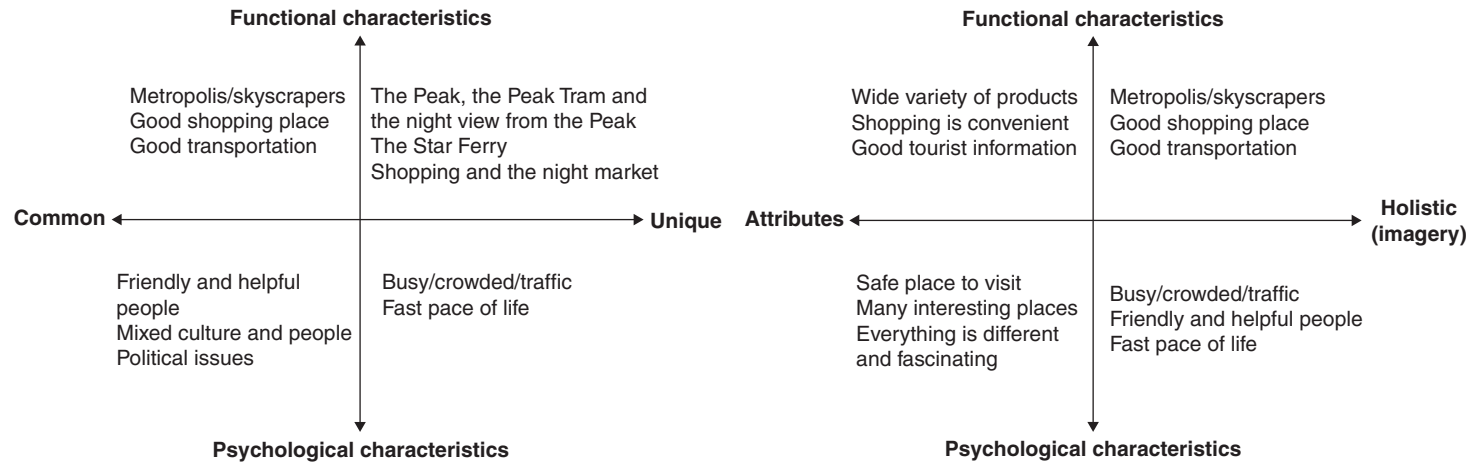 Functional characteristics
Metropolis/skyscrapers
Good shopping place
Good transportation
The Peak, the Peak Tram and
the night view from the Peak
The Star Ferry
Shopping and the night market
Common
Unique
Friendly and helpful
people
Mixed culture and people
Political issues
Busy/crowded/traffic
Fast pace of life
Psychological characteristics
Functional characteristics
Wide variety of products
Shopping is convenient
Good tourist information
Metropolis/skyscrapers
Good shopping place
Good transportation
Attributes
Holistic
(imagery)
Safe place to visit
Many interesting places
Everything is different
and fascinating
Busy/crowded/traffic
Friendly and helpful people
Fast pace of life
Psychological characteristics